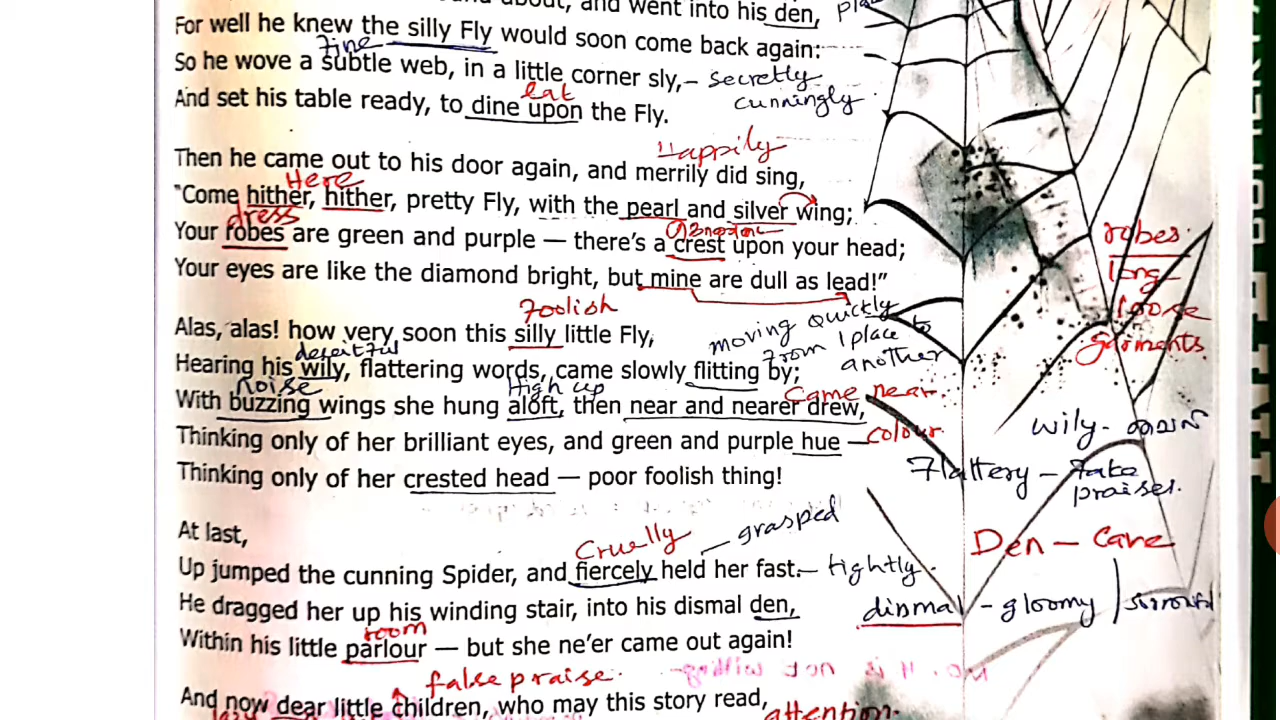 about, and went into his den,
For well he knew the silly Fly would soon come back again:
fine
So he wove a subtle web, in a little corner sly,– secretly
cunningly
eat
And set his table ready, to dine upon the Fly.
Happily
Then he came out to his door again, and merrily did sing,
Here
"Come hither, hither, pretty Fly, with the pearl and silver wing;
dress
Your robes are green and purple — there's a crest upon your head;
robes
long
loose
garments
Your eyes are like the diamond bright, but mine are dull as lead!"
Foolish
Alas, alas! how very soon this silly little Fly,
moving quickly
from 1 place to
another
Hearing his wily, flattering words, came slowly flitting by;
noise
High up
Came near
With buzzing wings she hung aloft, then near and nearer drew,
wily -
Thinking only of her brilliant eyes, and green and purple hue — colour
Flattery – fake
praises.
Thinking only of her crested head — poor foolish thing!
At last,
Cruelly
grasped
Den – Cave
Up jumped the cunning Spider, and fiercely held her fast.– tightly.
He dragged her up his winding stair, into his dismal den,
dismal – gloomy /
room
Within his little parlour — but she ne'er came out again!
false praise.
And now dear little children, who may this story read,
attention.